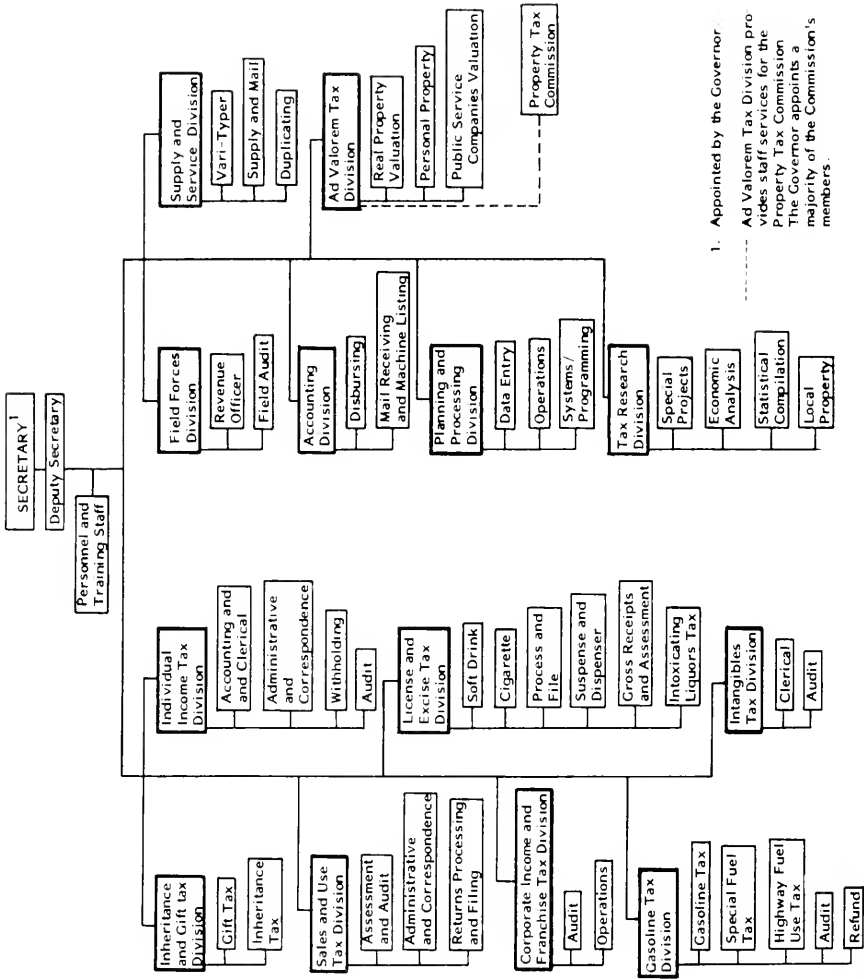 SECRETARY¹
Deputy Secretary
Personnel and
Training Staff
Inheritance
and Gift tax
Division
Gift Tax
Inheritance
Tax
Sales and Use
Tax Division
Assessment
and Audit
Administrative
and Correspondence
Returns Processing
and Filing
Corporate Income and
Franchise Tax Division
Audit
Operations
Gasoline Tax
Division
Gasoline Tax
Special Fuel
Tax
Highway Fuel
Use Tax
Audit
Refund
Individual
Income Tax
Division
Accounting and
and Clerical
Administrative
and
Correspondence
Withholding
Audit
License and
Excise Tax
Division
Soft Drink
Cigarette
Process and
File
Suspense and
Dispenser
Gross Receipts
and Assessment
Intoxicating
Liquors Tax
Intangibles
Tax Division
Clerical
Audit
Field Forces
Division
Revenue
Officer
Field Audit
Accounting
Division
Disbursing
Mail Receiving
and Machine Listing
Planning and
Processing
Division
Data Entry
Operations
Systems/
Programming
Tax Research
Division
Special
Projects
Economic
Analysis
Statistical
Compilation
Local
Property
Supply and
Service Division
Vari-Typer
Supply and Mail
Duplicating
Ad Valorem Tax
Division
Real Property
Valuation
Personal Property
Public Service
Companies Valuation
Property Tax
Commission
1. Appointed by the Governor
------ Ad Valorem Tax Division pro-
vides staff services for the
Property Tax Commission
The Governor appoints a
majority of the Commission's
members.